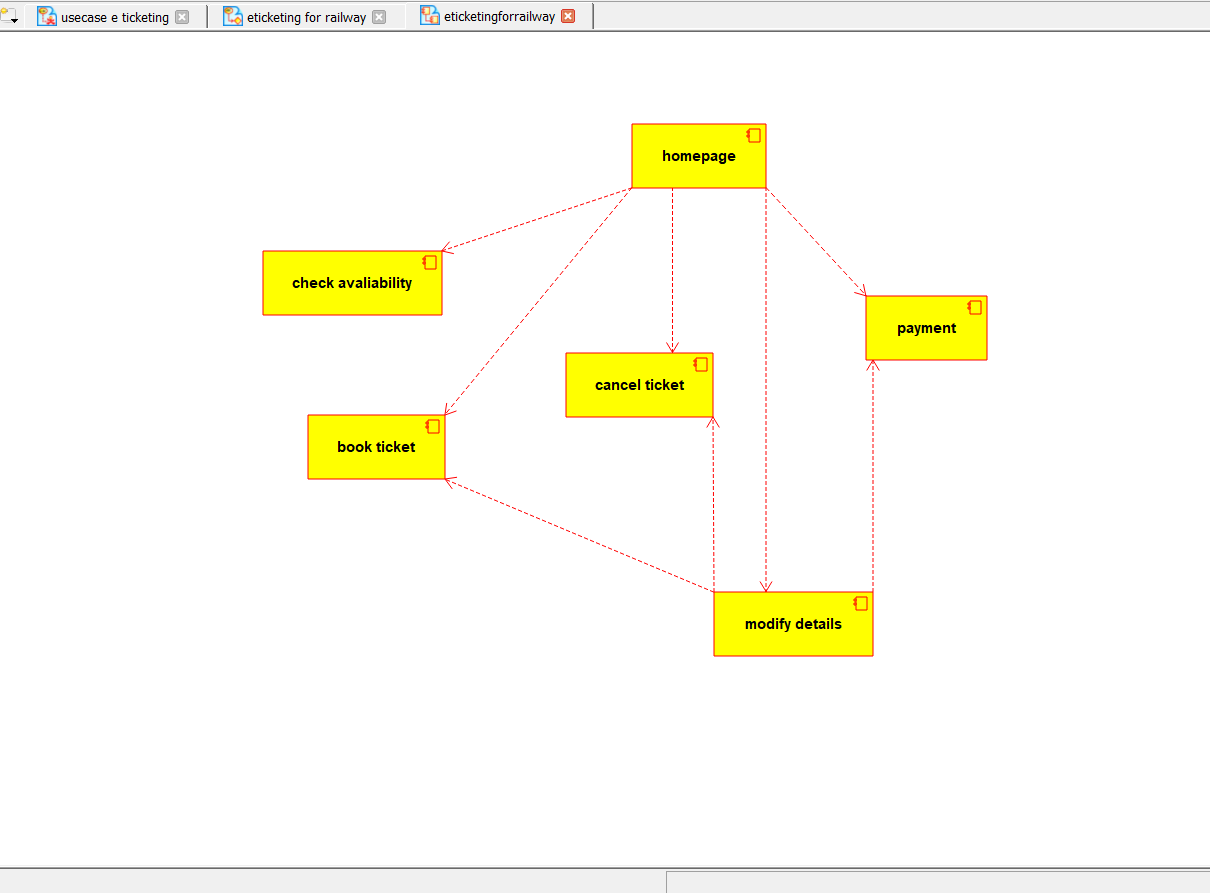 usecase e ticketing
eticketing for railway
eticketingforrailway
homepage
check avaliability
payment
cancel ticket
book ticket
modify details